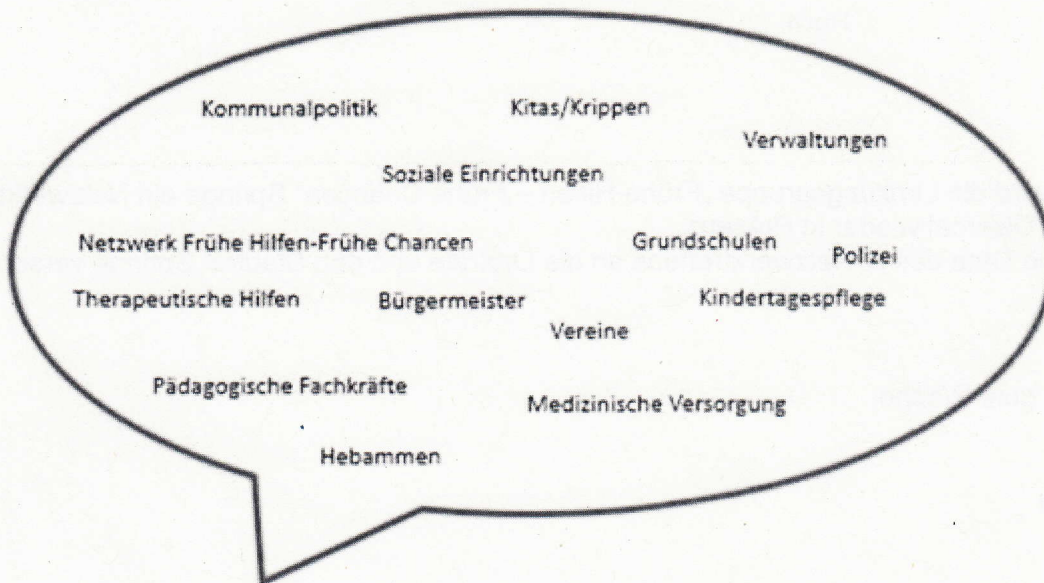 Kommunalpolitik
Kitas/Krippen
Verwaltungen
Soziale Einrichtungen
Netzwerk Frühe Hilfen-Frühe Chancen
Grundschulen
Polizei
Therapeutische Hilfen
Bürgermeister
Kindertagespflege
Vereine
Pädagogische Fachkräfte
Medizinische Versorgung
Hebammen